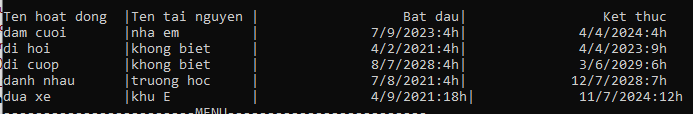 Ten hoat dong |Ten tai nguyen | Bat dau| Ket thuc
dam cuoi |nha em | 7/9/2023:4h| 4/4/2024:4h
di hoi |khong biet | 4/2/2021:4h| 4/4/2023:9h
di cuop |khong biet | 8/7/2028:4h| 3/6/2029:6h
danh nhau |truong hoc | 7/8/2021:4h| 12/7/2028:7h
dua xe |khu E | 4/9/2021:18h| 11/7/2024:12h
------------------------MENU-------------------------